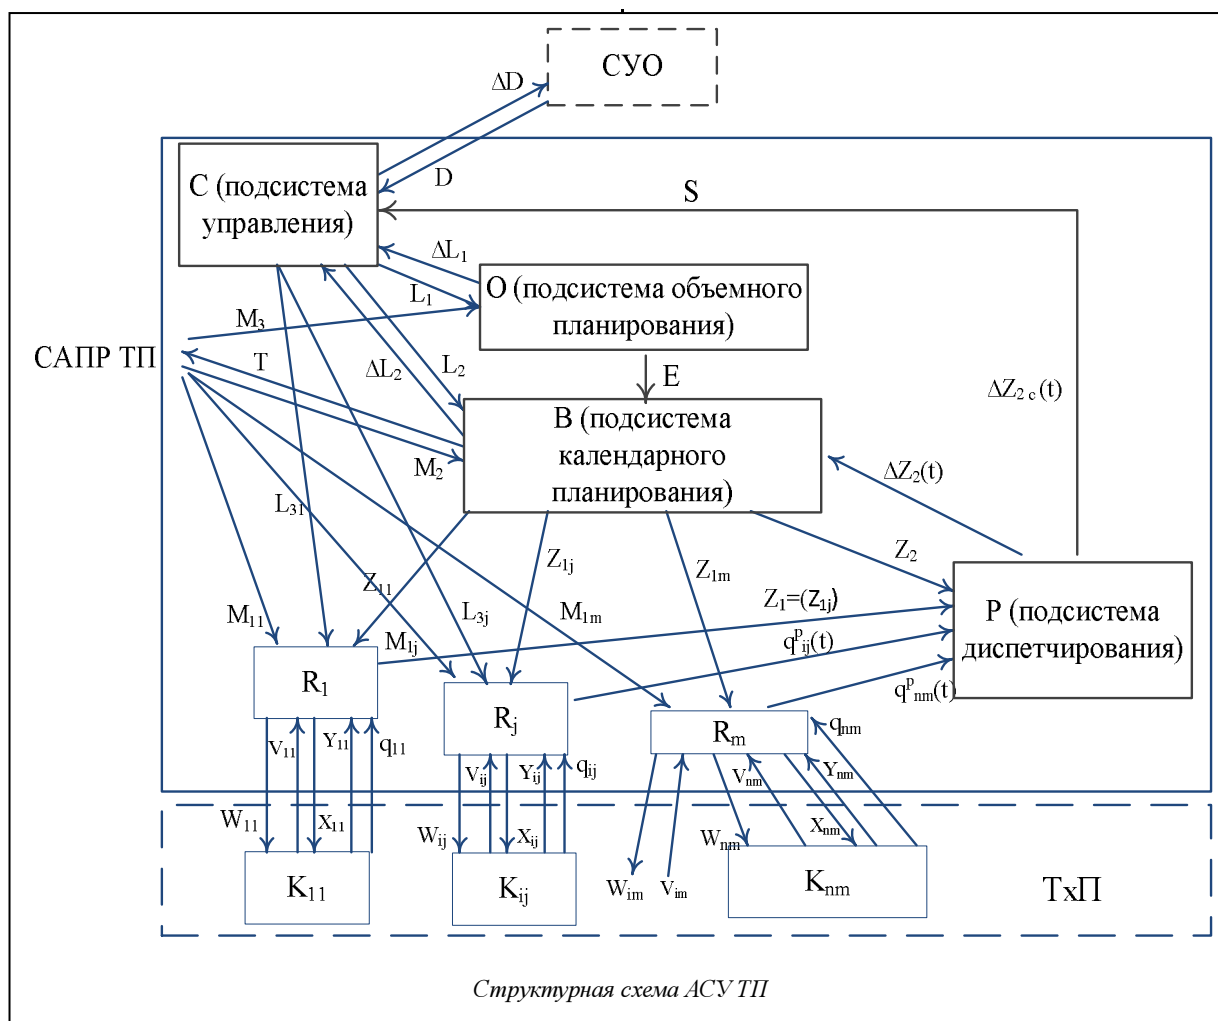 СУО
ΔD
D
С (подсистема
управления)
S
ΔL₁
L₁
О (подсистема объемного
планирования)
M₃
САПР ТП
T
ΔL₂
L₂
E
ΔZ₂ c(t)
В (подсистема
календарного
планирования)
M₂
ΔZ₂(t)
L₃₁
Z₁ⱼ
Z₁ₘ
Z₂
Z₁₁
L₃ⱼ
M₁ₘ
Z₁=(z₁ⱼ)
M₁₁
M₁ⱼ
qᵖᵢⱼ(t)
Р (подсистема
диспетчирования)
qᵖₙₘ(t)
R₁
Rⱼ
Rₘ
qₙₘ
V₁₁
Y₁₁
q₁₁
Vᵢⱼ
Yᵢⱼ
qᵢⱼ
Vₙₘ
Yₙₘ
W₁₁
X₁₁
Wᵢⱼ
Xᵢⱼ
Wₙₘ
Xₙₘ
K₁₁
Kᵢⱼ
Wᵢₘ
Vᵢₘ
Kₙₘ
ТхП
Структурная схема АСУ ТП